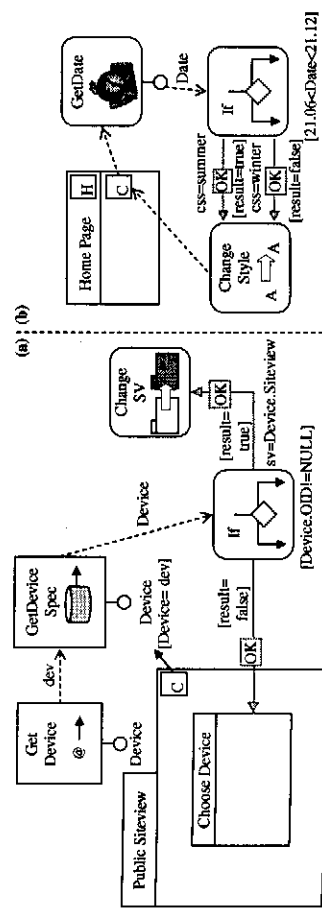 (a)
Get
Device
@
Device
dev
GetDevice
Spec
Device
[Device= dev]
Device
Public Siteview
C
Choose Device
OK
[result=
false]
If
[Device.OID!=NULL]
[result=
true]
OK
sv=Device.Siteview
Change
SV
(b)
Home Page
H
C
GetDate
Date
If
[21.06<Date<21.12]
css=summer
OK
[result=true]
css=winter
OK
[result=false]
Change
Style
A
A